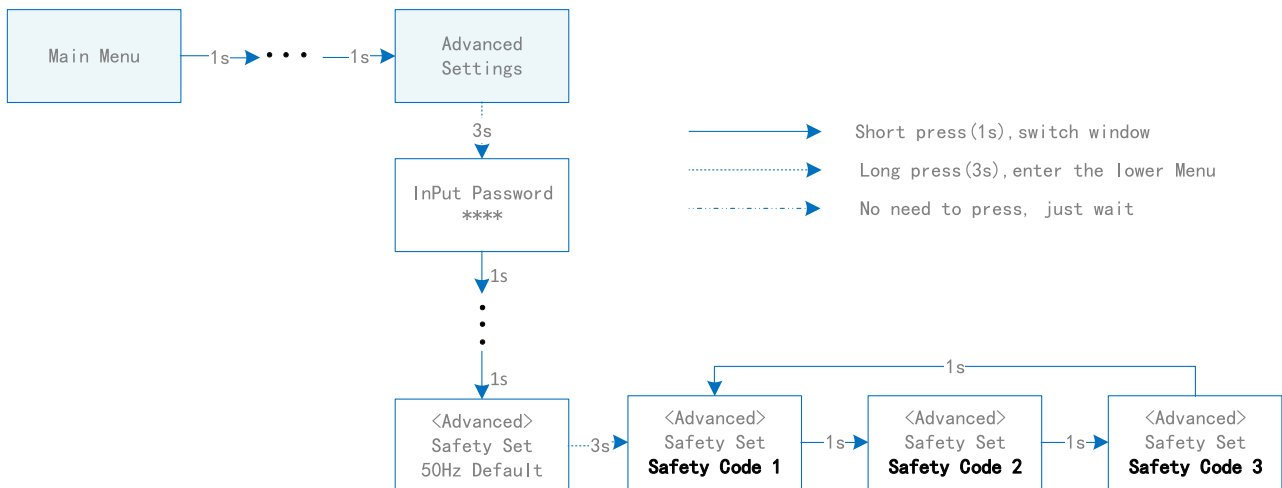 Main Menu
1s
1s
Advanced
Settings
3s
Short press(1s), switch window
Long press(3s), enter the lower Menu
No need to press, just wait
InPut Password
****
1s
1s
1s
<Advanced>
Safety Set
50Hz Default
3s
<Advanced>
Safety Set
Safety Code 1
1s
<Advanced>
Safety Set
Safety Code 2
1s
<Advanced>
Safety Set
Safety Code 3